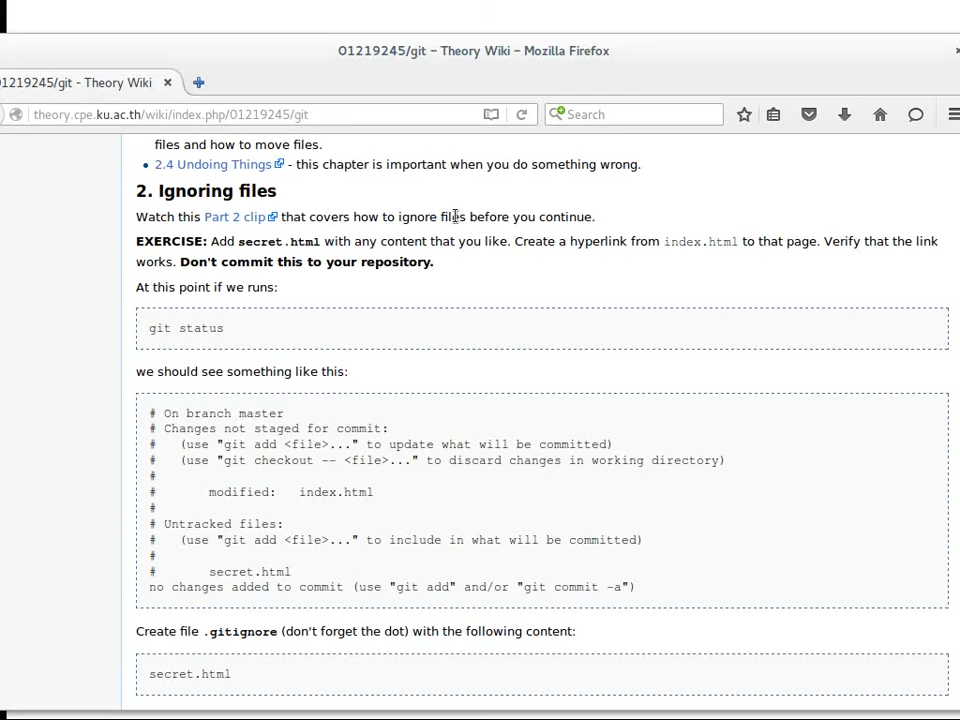 01219245/git – Theory Wiki – Mozilla Firefox
01219245/git - Theory Wiki
theory.cpe.ku.ac.th/wiki/index.php/01219245/git
Search
files and how to move files.
2.4 Undoing Things - this chapter is important when you do something wrong.
2. Ignoring files
Watch this Part 2 clip that covers how to ignore files before you continue.
EXERCISE: Add secret.html with any content that you like. Create a hyperlink from index.html to that page. Verify that the link
works. Don't commit this to your repository.
At this point if we runs:
git status
we should see something like this:
# On branch master
# Changes not staged for commit:
#   (use "git add <file>..." to update what will be committed)
#   (use "git checkout -- <file>..." to discard changes in working directory)
#
#       modified:   index.html
#
# Untracked files:
#   (use "git add <file>..." to include in what will be committed)
#
#       secret.html
no changes added to commit (use "git add" and/or "git commit -a")
Create file .gitignore (don't forget the dot) with the following content:
secret.html